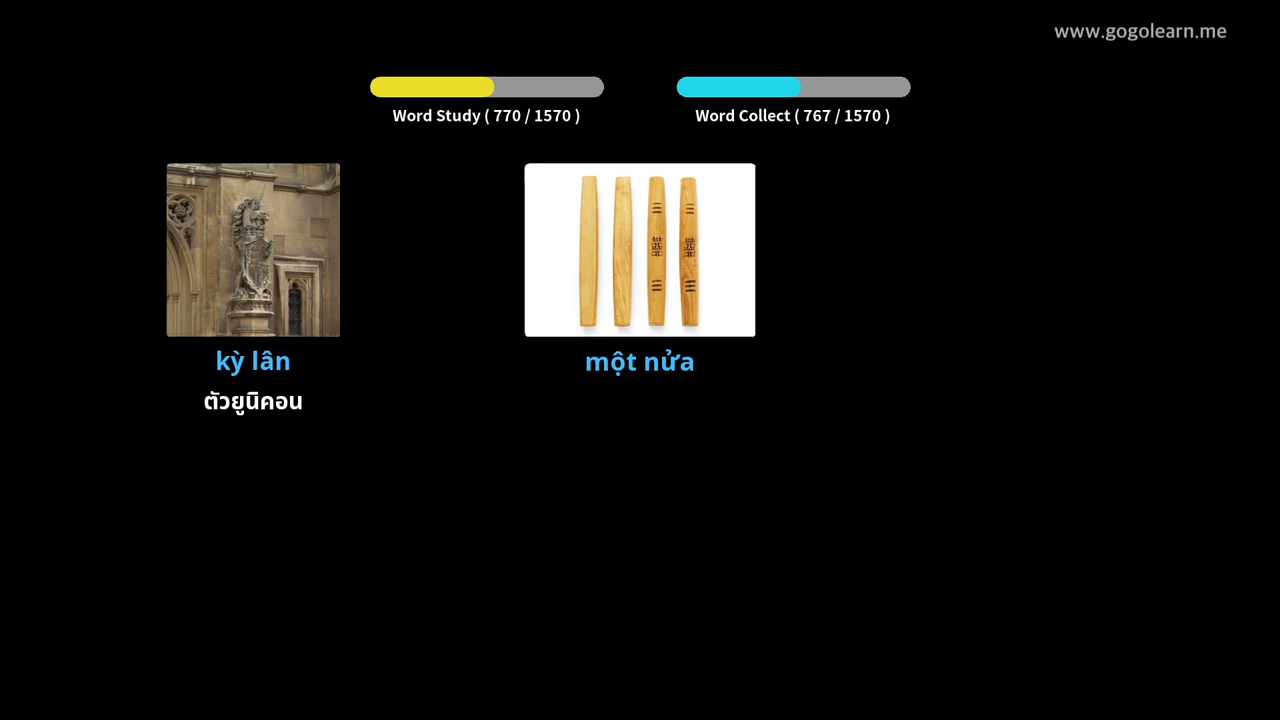 www.gogolearn.me
Word Study ( 770 / 1570 )
Word Collect ( 767 / 1570 )
kỳ lân
ตัวยูนิคอน
một nửa